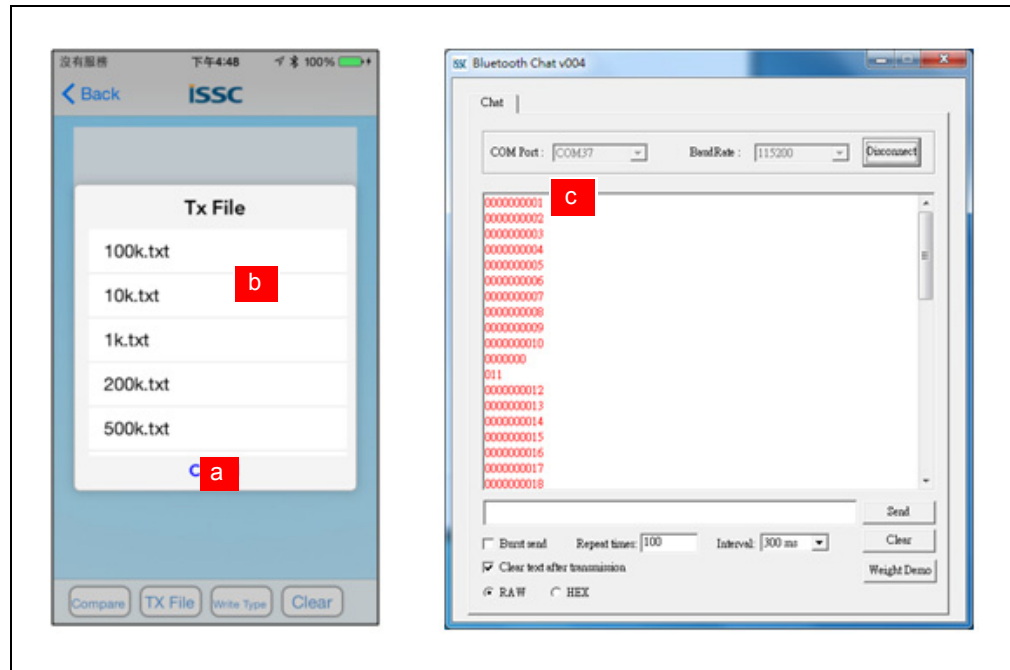 沒有服務 下午4:48 100%
Back ISSC
Tx File
100k.txt
b
10k.txt
1k.txt
200k.txt
500k.txt
C
a
Compare TX File Write Type Clear
ISSC Bluetooth Chat v004
Chat
COM Port : COM37 BaudRate : 115200 Disconnect
c
0000000001
0000000002
0000000003
0000000004
0000000005
0000000006
0000000007
0000000008
0000000009
0000000010
0000000
011
0000000012
0000000013
0000000014
0000000015
0000000016
0000000017
0000000018
Send
Burst send Repeat times: 100 Interval: 300 ms Clear
Clear text after transmission Weight Demo
RAW HEX